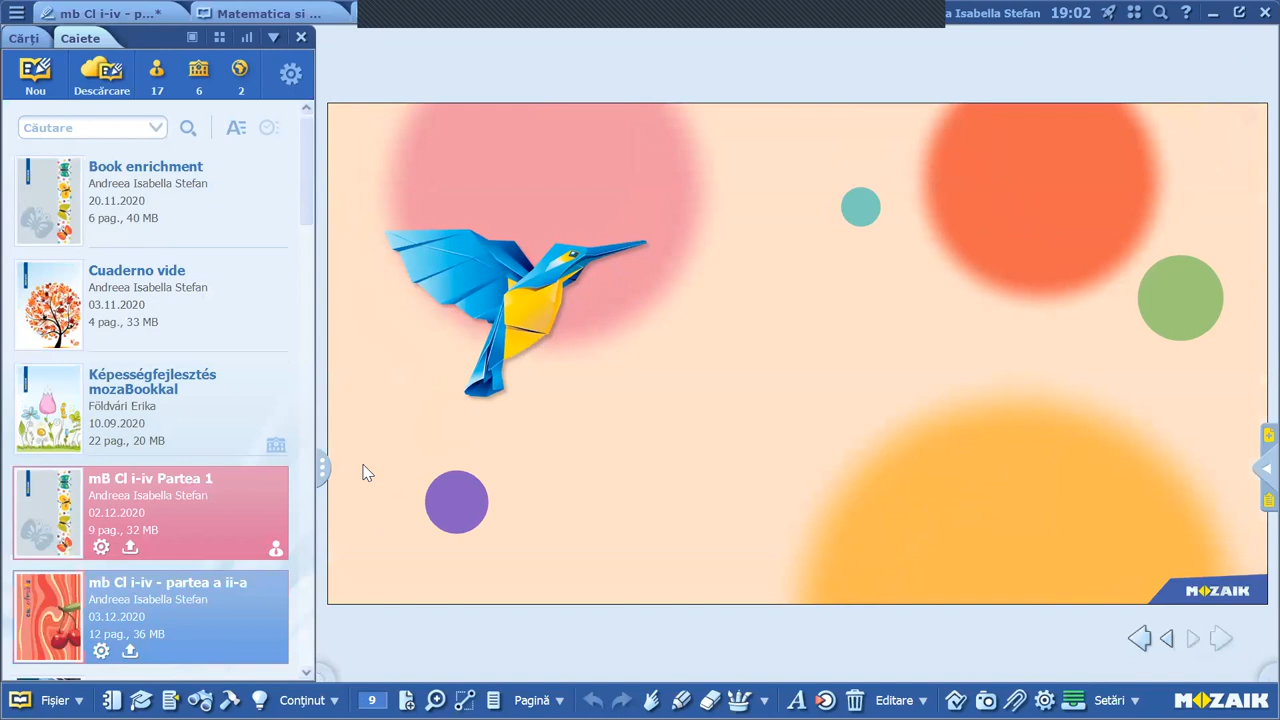 mb Cl i-iv - p...*
Matematica si ...
a Isabella Stefan
19:02
Cărți
Caiete
Nou
Descărcare
17
6
2
Căutare
Book enrichment
Andreea Isabella Stefan
20.11.2020
6 pag., 40 MB
Cuaderno vide
Andreea Isabella Stefan
03.11.2020
4 pag., 33 MB
Képességfejlesztés
mozaBookkal
Földvári Erika
10.09.2020
22 pag., 20 MB
mB Cl i-iv Partea 1
Andreea Isabella Stefan
02.12.2020
9 pag., 32 MB
mb Cl i-iv - partea a ii-a
Andreea Isabella Stefan
03.12.2020
12 pag., 36 MB
MOZAIK
Fișier
Conținut
9
Pagină
Editare
Setări
MOZAIK